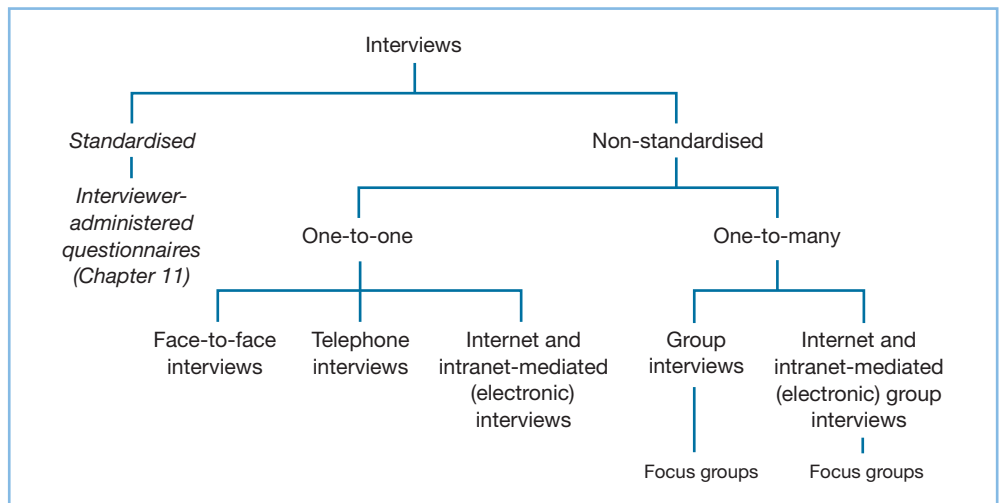 Interviews
Standardised
Non-standardised
Interviewer-
administered
questionnaires
(Chapter 11)
One-to-one
One-to-many
Face-to-face
interviews
Telephone
interviews
Internet and
intranet-mediated
(electronic)
interviews
Group
interviews
Internet and
intranet-mediated
(electronic) group
interviews
Focus groups
Focus groups